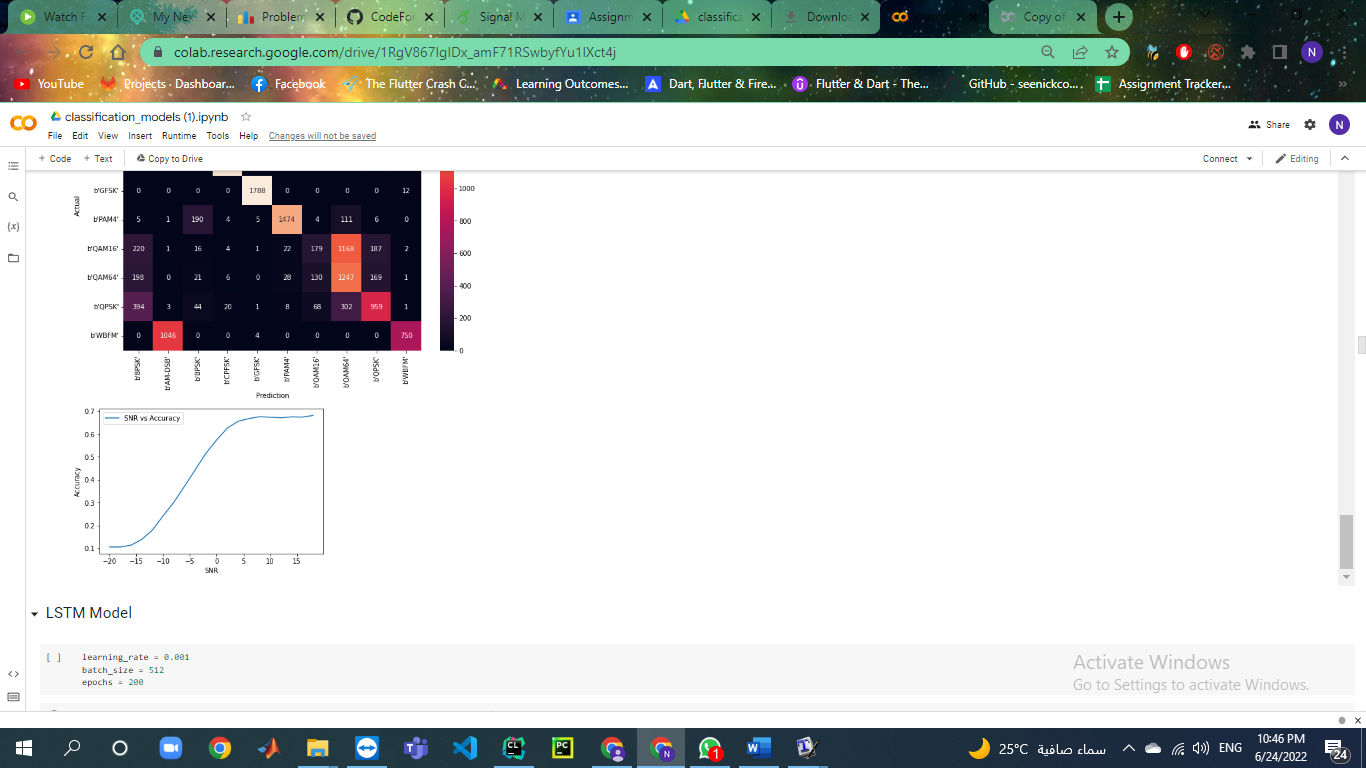 Watch F
My Nex
Problem
CodeFor
Signal M
Assignm
classifica
Downloa
Copy of
colab.research.google.com/drive/1RgV867IgIDx_amF71RSwbyfYu1IXct4j
N
YouTube
Projects · Dashboar...
Facebook
The Flutter Crash C...
Learning Outcomes...
Dart, Flutter & Fire...
Flutter & Dart - The...
GitHub - seenickco...
Assignment Tracker...
»
classification_models (1).ipynb
File Edit View Insert Runtime Tools Help Changes will not be saved
Share
N
+ Code + Text Copy to Drive
Connect Editing
{x}
Actual
b'GFSK' 0 0 0 0 1788 0 0 0 0 12
b'PAM4' 5 1 190 4 5 1474 4 111 6 0
b'QAM16' 220 1 16 4 1 22 179 1168 187 2
b'QAM64' 198 0 21 6 0 28 130 1247 169 1
b'QPSK' 394 3 44 20 1 8 68 302 959 1
b'WBFM' 0 1046 0 0 4 0 0 0 0 750
1000
800
600
400
200
0
b'8PSK' b'AM-DSB' b'BPSK' b'CPFSK' b'GFSK' b'PAM4' b'QAM16' b'QAM64' b'QPSK' b'WBFM'
Prediction
SNR vs Accuracy
Accuracy
0.7
0.6
0.5
0.4
0.3
0.2
0.1
−20 −15 −10 −5 0 5 10 15
SNR
LSTM Model
[ ] learning_rate = 0.001
batch_size = 512
epochs = 200
Activate Windows
Go to Settings to activate Windows.
CL
PC
N
1
W
25°C سماء صافية
ENG
10:46 PM
6/24/2022
24